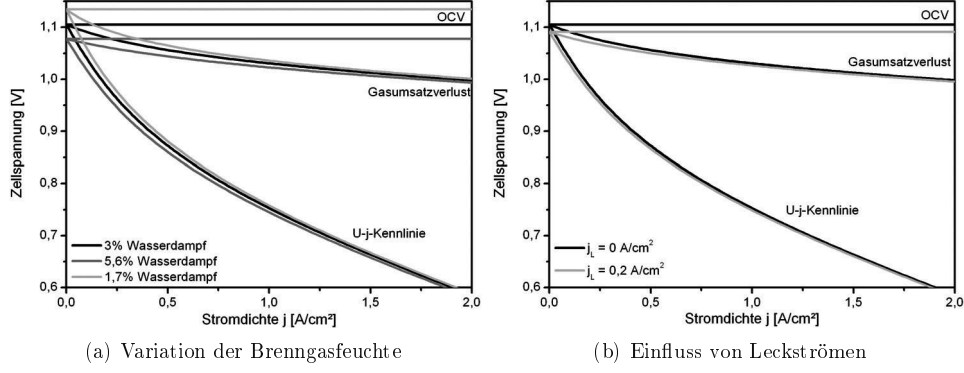 1,1
1,0
0,9
0,8
0,7
0,6
Zellspannung [V]
OCV
Gasumsatzverlust
U-j-Kennlinie
3% Wasserdampf
5,6% Wasserdampf
1,7% Wasserdampf
0,0 0,5 1,0 1,5 2,0
Stromdichte j [A/cm²]
(a) Variation der Brenngasfeuchte
1,1
1,0
0,9
0,8
0,7
0,6
Zellspannung [V]
OCV
Gasumsatzverlust
U-j-Kennlinie
jL = 0 A/cm²
jL = 0,2 A/cm²
0,0 0,5 1,0 1,5 2,0
Stromdichte j [A/cm²]
(b) Einfluss von Leckströmen